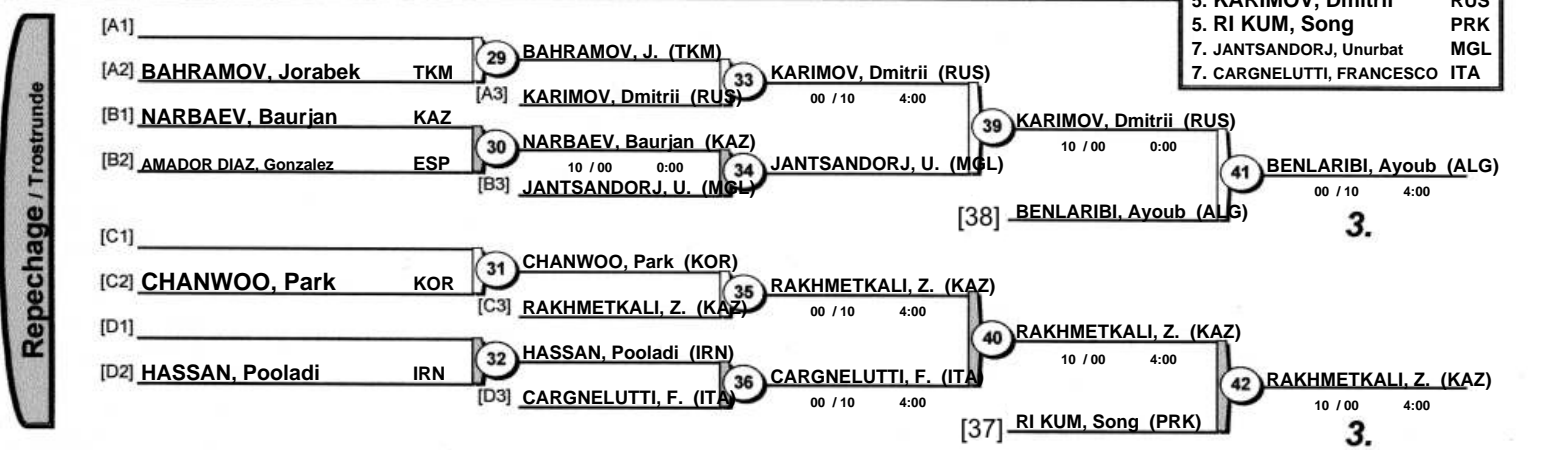 5. KARIMOV, Dmitrii RUS
5. RI KUM, Song PRK
7. JANTSANDORJ, Unurbat MGL
7. CARGNELUTTI, FRANCESCO ITA
Repechage / Trostrunde
[A1]
[A2] BAHRAMOV, Jorabek TKM
29
BAHRAMOV, J. (TKM)
[A3] KARIMOV, Dmitrii (RUS)
33
KARIMOV, Dmitrii (RUS)
00 / 10 4:00
[B1] NARBAEV, Baurjan KAZ
[B2] AMADOR DIAZ, Gonzalez ESP
30
NARBAEV, Baurjan (KAZ)
10 / 00 0:00
[B3] JANTSANDORJ, U. (MGL)
34
JANTSANDORJ, U. (MGL)
39
KARIMOV, Dmitrii (RUS)
10 / 00 0:00
[38] BENLARIBI, Ayoub (ALG)
41
BENLARIBI, Ayoub (ALG)
00 / 10 4:00
3.
[C1]
[C2] CHANWOO, Park KOR
31
CHANWOO, Park (KOR)
[C3] RAKHMETKALI, Z. (KAZ)
35
RAKHMETKALI, Z. (KAZ)
00 / 10 4:00
[D1]
[D2] HASSAN, Pooladi IRN
32
HASSAN, Pooladi (IRN)
[D3] CARGNELUTTI, F. (ITA)
36
CARGNELUTTI, F. (ITA)
00 / 10 4:00
40
RAKHMETKALI, Z. (KAZ)
10 / 00 4:00
[37] RI KUM, Song (PRK)
42
RAKHMETKALI, Z. (KAZ)
10 / 00 4:00
3.